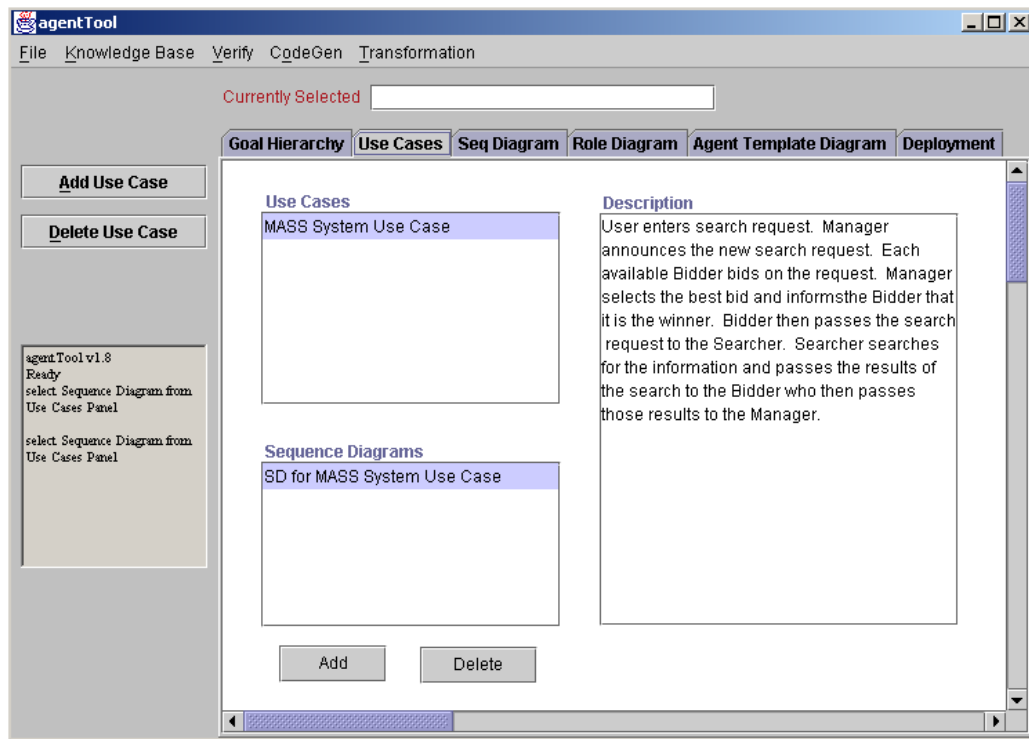 agentTool
File Knowledge Base Verify CodeGen Transformation
Currently Selected
Goal Hierarchy Use Cases Seq Diagram Role Diagram Agent Template Diagram Deployment
Add Use Case
Delete Use Case
agentTool v1.8
Ready
select Sequence Diagram from
Use Cases Panel
select Sequence Diagram from
Use Cases Panel
Use Cases
MASS System Use Case
Sequence Diagrams
SD for MASS System Use Case
Add Delete
Description
User enters search request. Manager
announces the new search request. Each
available Bidder bids on the request. Manager
selects the best bid and informsthe Bidder that
it is the winner. Bidder then passes the search
request to the Searcher. Searcher searches
for the information and passes the results of
the search to the Bidder who then passes
those results to the Manager.